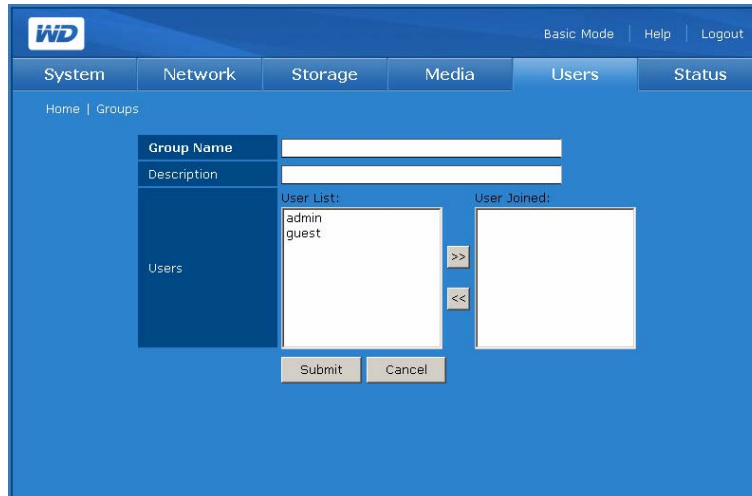 WD
Basic Mode | Help | Logout
System Network Storage Media Users Status
Home | Groups
Group Name
Description
User List: User Joined:
admin
guest
Users
>>
<<
Submit Cancel